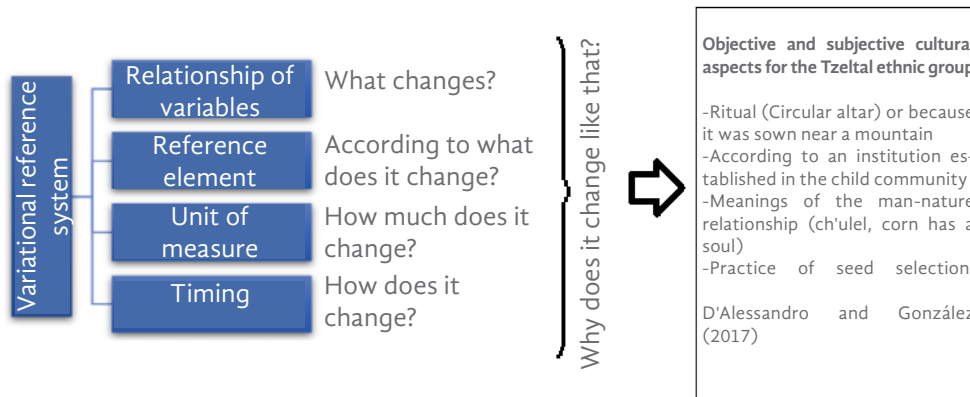 Variational reference
system
Relationship of
variables
What changes?
Reference
element
According to what
does it change?
Unit of
measure
How much does it
change?
Timing
How does it
change?
Why does it change like that?
Objective and subjective cultura
aspects for the Tzeltal ethnic group
-Ritual (Circular altar) or because
it was sown near a mountain
-According to an institution es-
tablished in the child community
-Meanings of the man-nature
relationship (ch'ulel, corn has a
soul)
-Practice of seed selection
D'Alessandro and González
(2017)